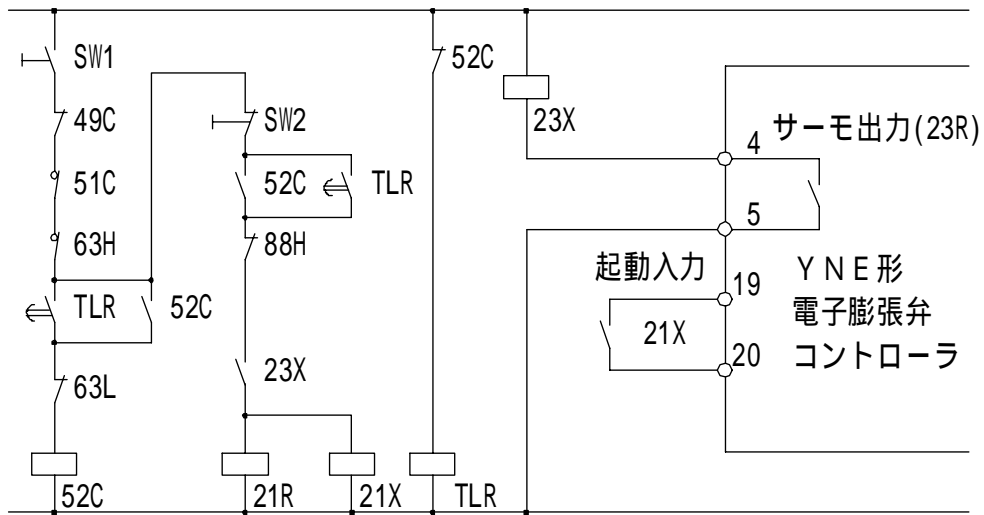 SW1
49C
51C
63H
TLR
52C
63L
52C
SW2
52C
TLR
88H
23X
21R
21X
52C
TLR
23X
4
サーモ出力(23R)
5
起動入力
19
21X
20
YNE形
電子膨張弁
コントローラ